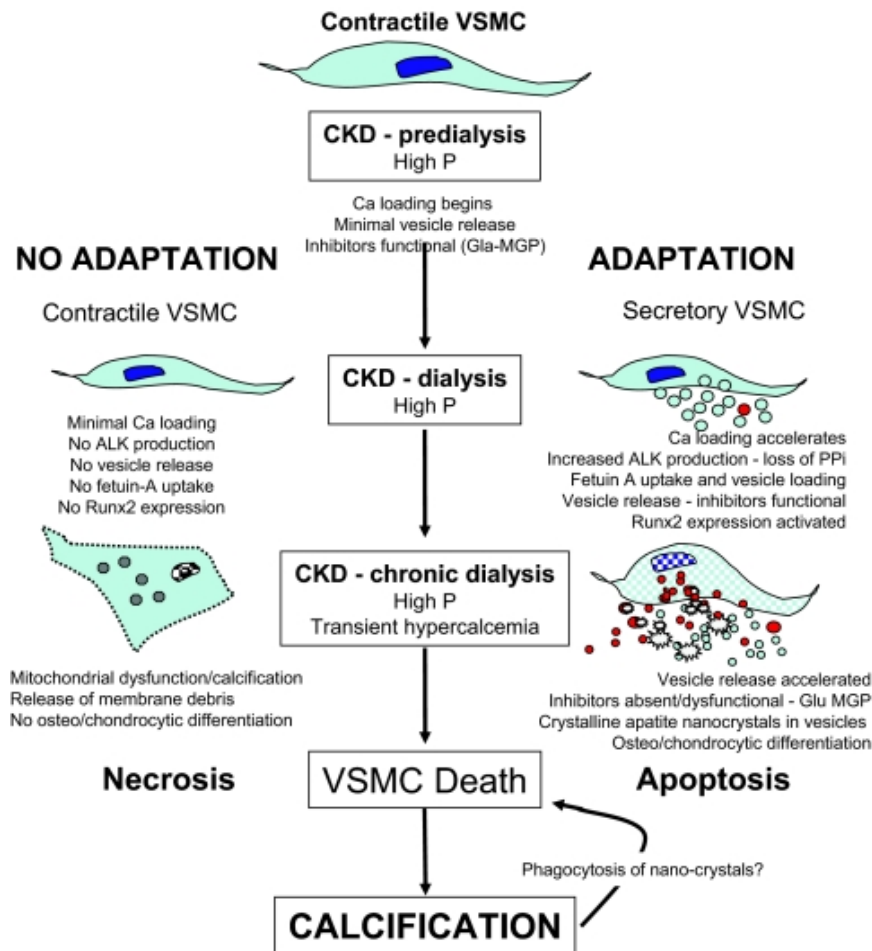 Contractile VSMC
CKD - predialysis
High P
Ca loading begins
Minimal vesicle release
Inhibitors functional (Gla-MGP)
NO ADAPTATION
Contractile VSMC
Minimal Ca loading
No ALK production
No vesicle release
No fetuin-A uptake
No Runx2 expression
ADAPTATION
Secretory VSMC
CKD - dialysis
High P
Ca loading accelerates
Increased ALK production - loss of PPi
Fetuin A uptake and vesicle loading
Vesicle release - inhibitors functional
Runx2 expression activated
CKD - chronic dialysis
High P
Transient hypercalcemia
Mitochondrial dysfunction/calcification
Release of membrane debris
No osteo/chondrocytic differentiation
Vesicle release accelerated
Inhibitors absent/dysfunctional - Glu MGP
Crystalline apatite nanocrystals in vesicles
Osteo/chondrocytic differentiation
Necrosis
VSMC Death
Apoptosis
Phagocytosis of nano-crystals?
CALCIFICATION